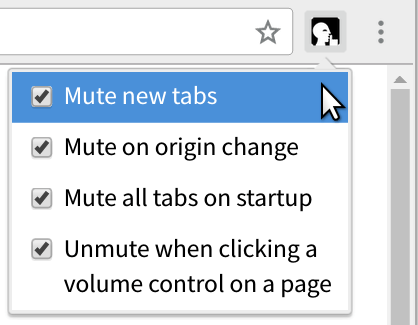 Mute new tabs
Mute on origin change
Mute all tabs on startup
Unmute when clicking a
volume control on a page